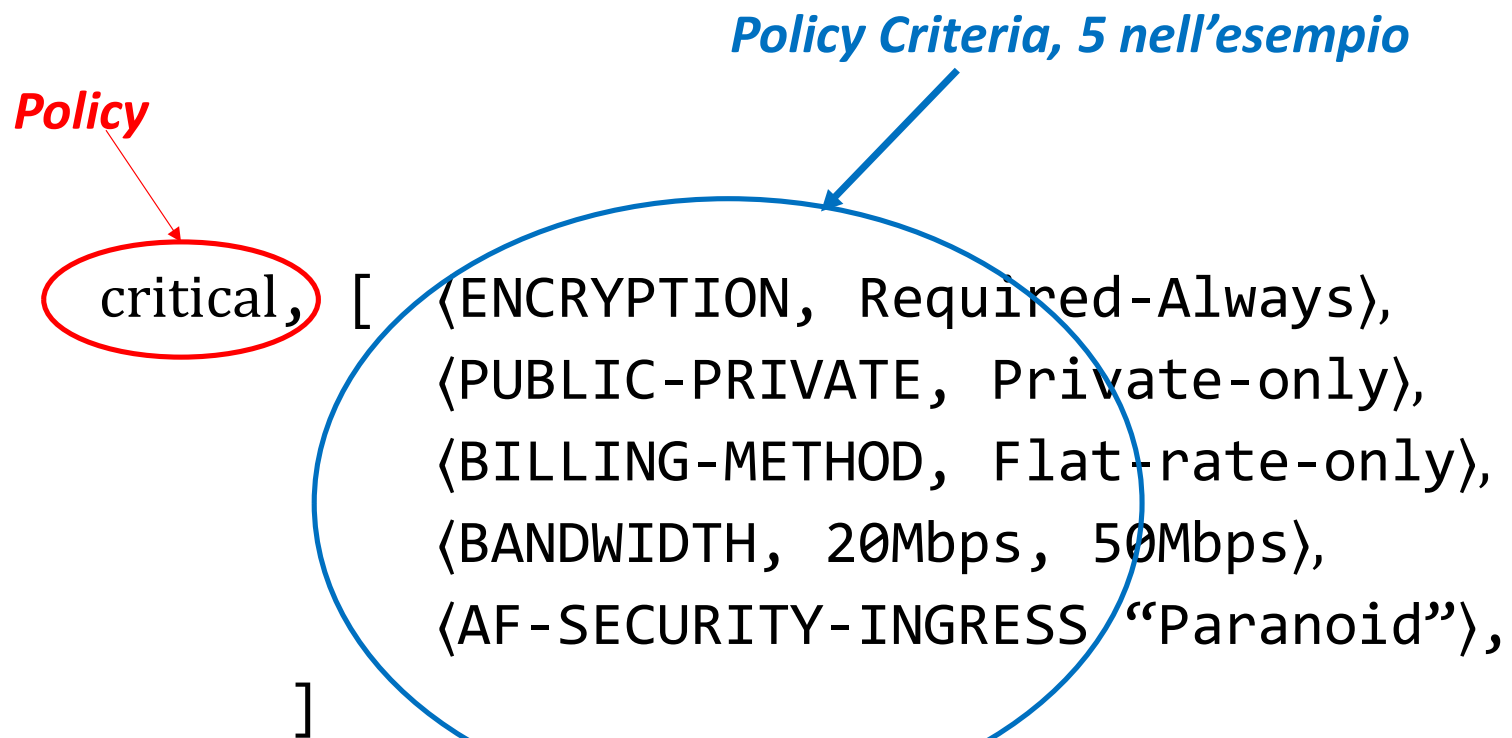 Policy Criteria, 5 nell’esempio
Policy
critical, [ ⟨ENCRYPTION, Required-Always⟩,
⟨PUBLIC-PRIVATE, Private-only⟩,
⟨BILLING-METHOD, Flat-rate-only⟩,
⟨BANDWIDTH, 20Mbps, 50Mbps⟩,
⟨AF-SECURITY-INGRESS “Paranoid”⟩,
]